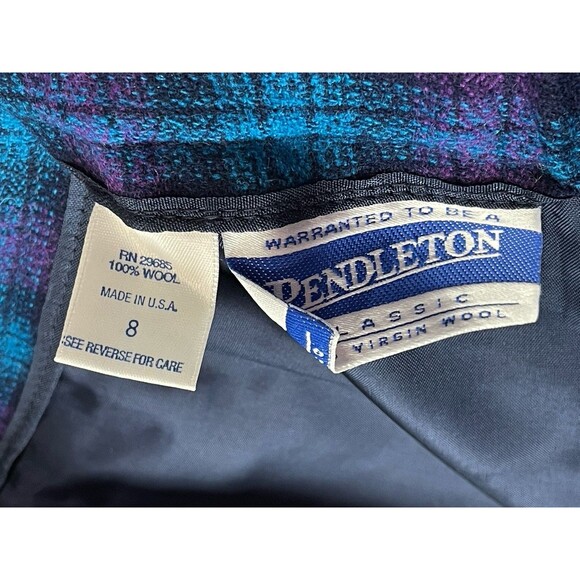 RN 29685
100% WOOL
MADE IN U.S.A.
8
SEE REVERSE FOR CARE
WARRANTED TO BE A
PENDLETON
CLASSIC
VIRGIN WOOL